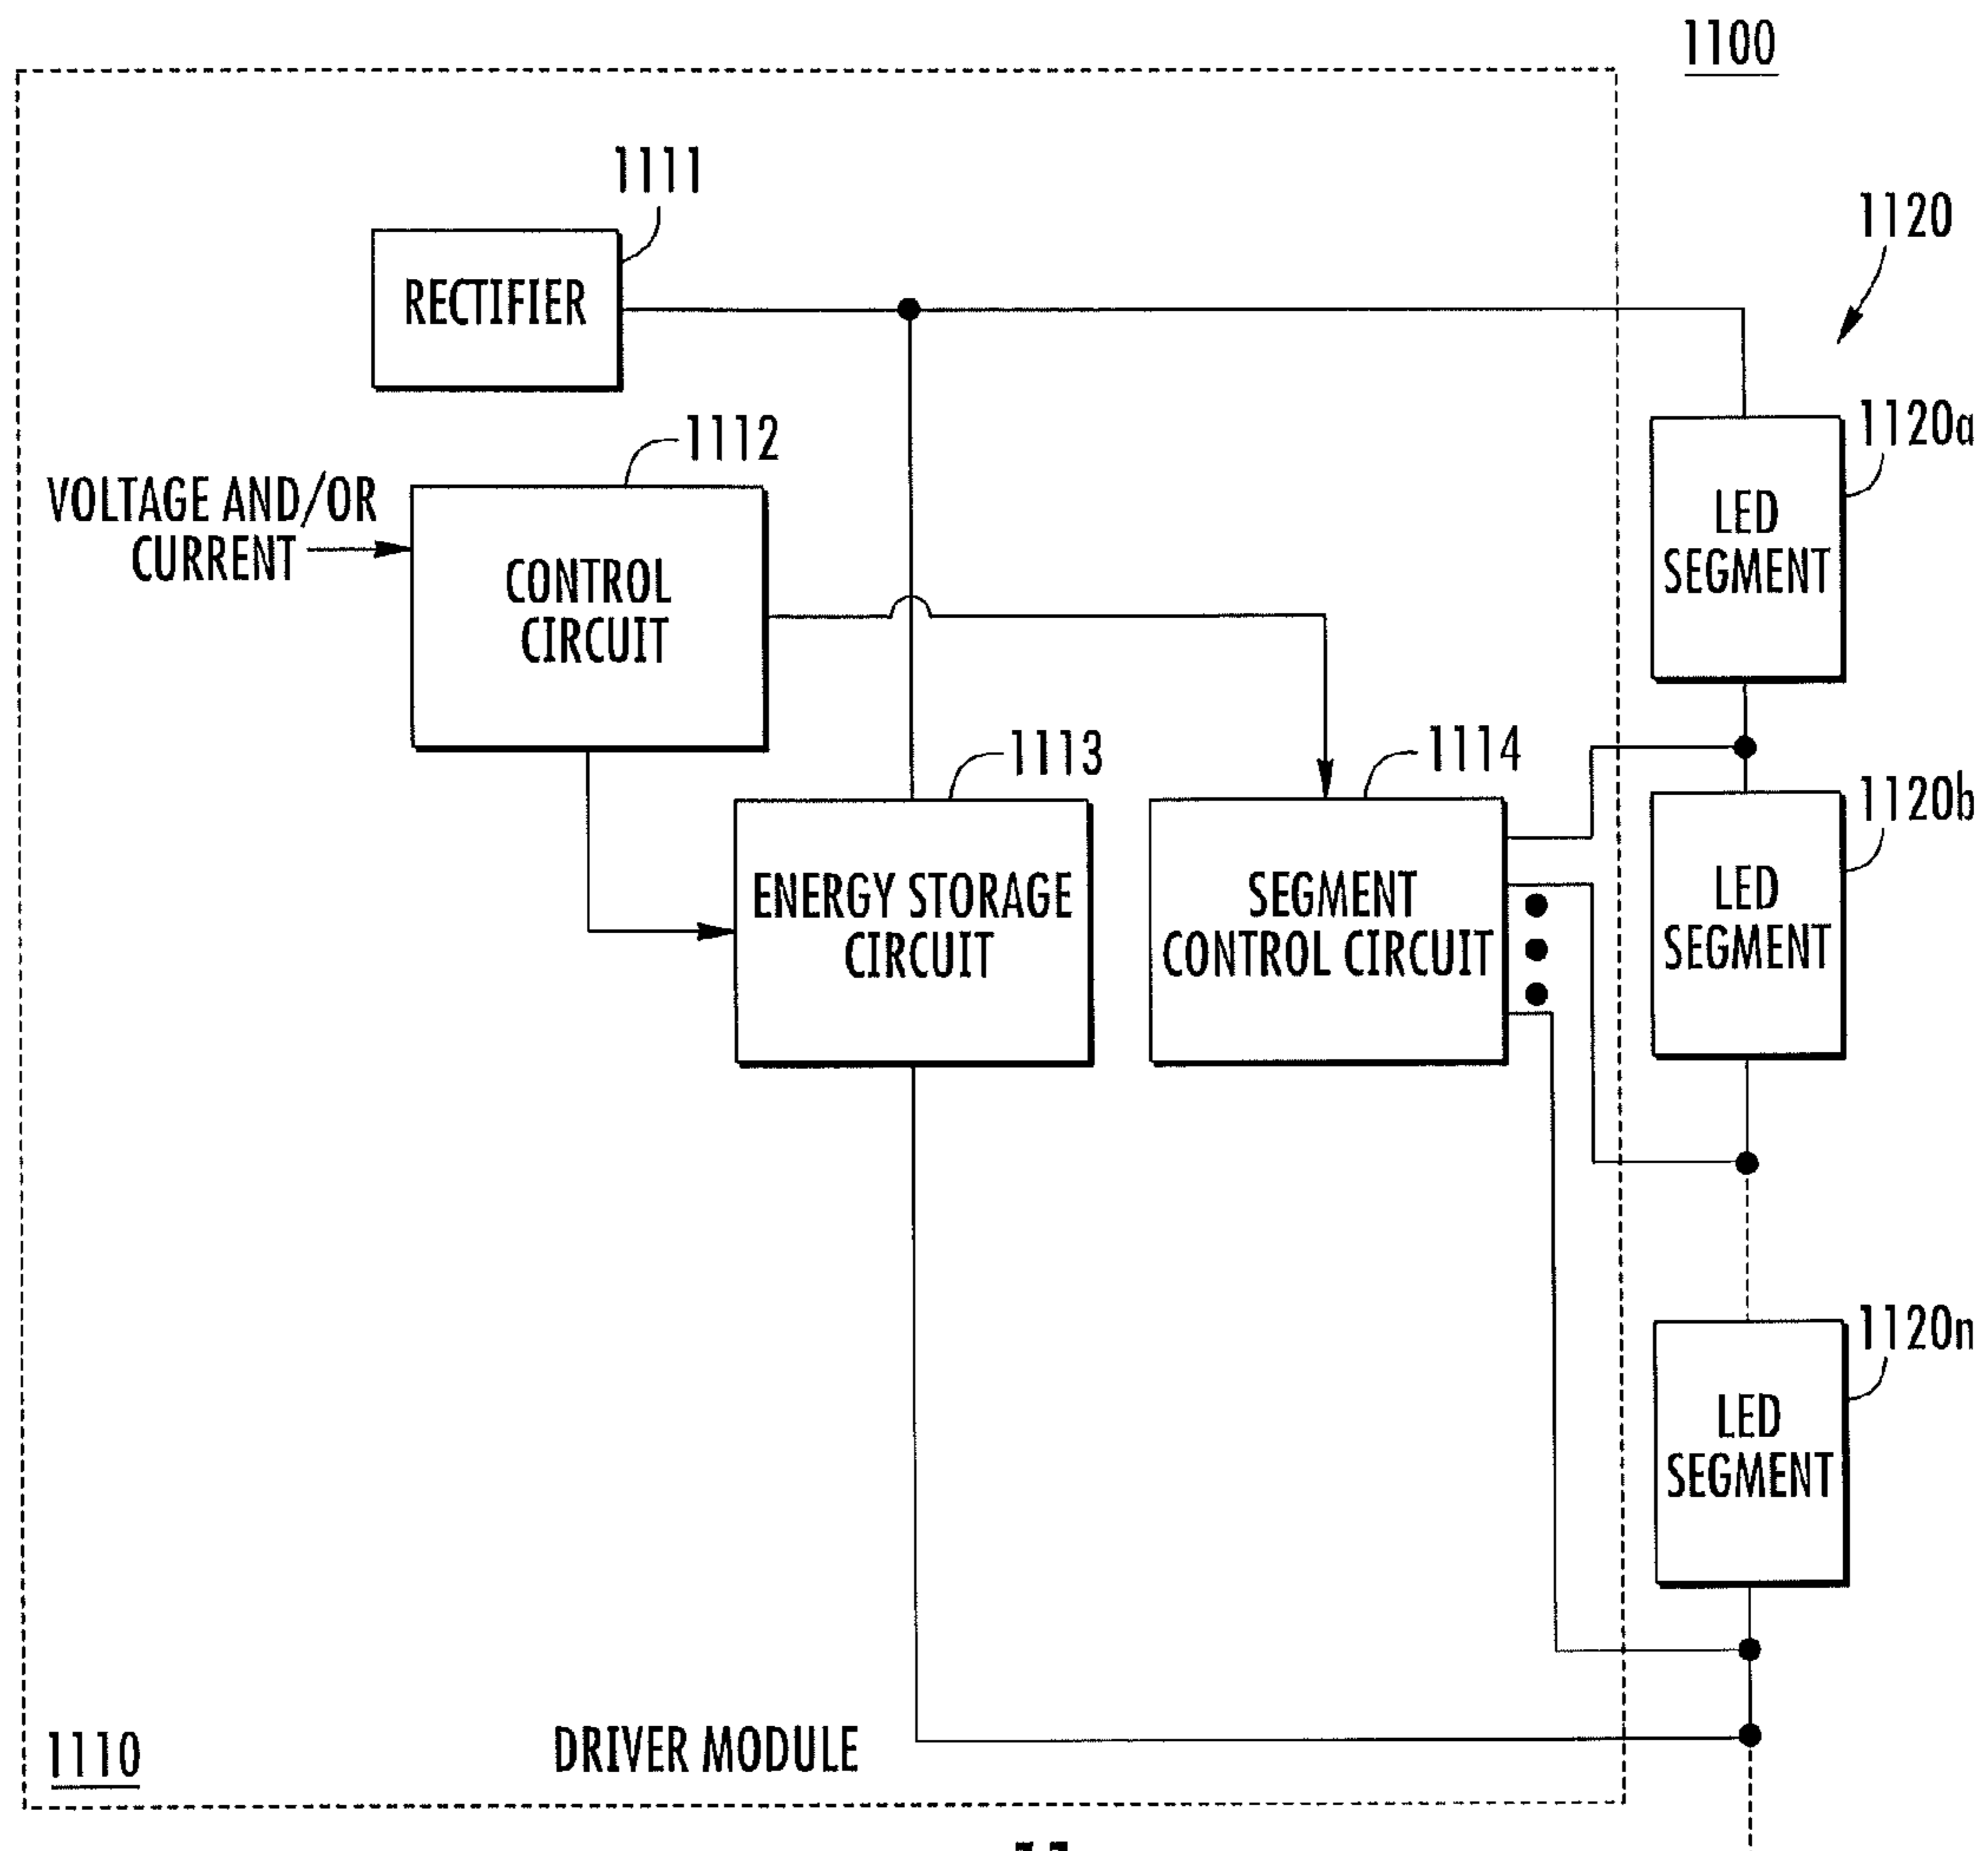 1100
1111
RECTIFIER
1120
1112
1120a
VOLTAGE AND/OR
CURRENT
CONTROL
CIRCUIT
LED
SEGMENT
1113
1114
1120b
ENERGY STORAGE
CIRCUIT
SEGMENT
CONTROL CIRCUIT
LED
SEGMENT
1120n
LED
SEGMENT
1110
DRIVER MODULE